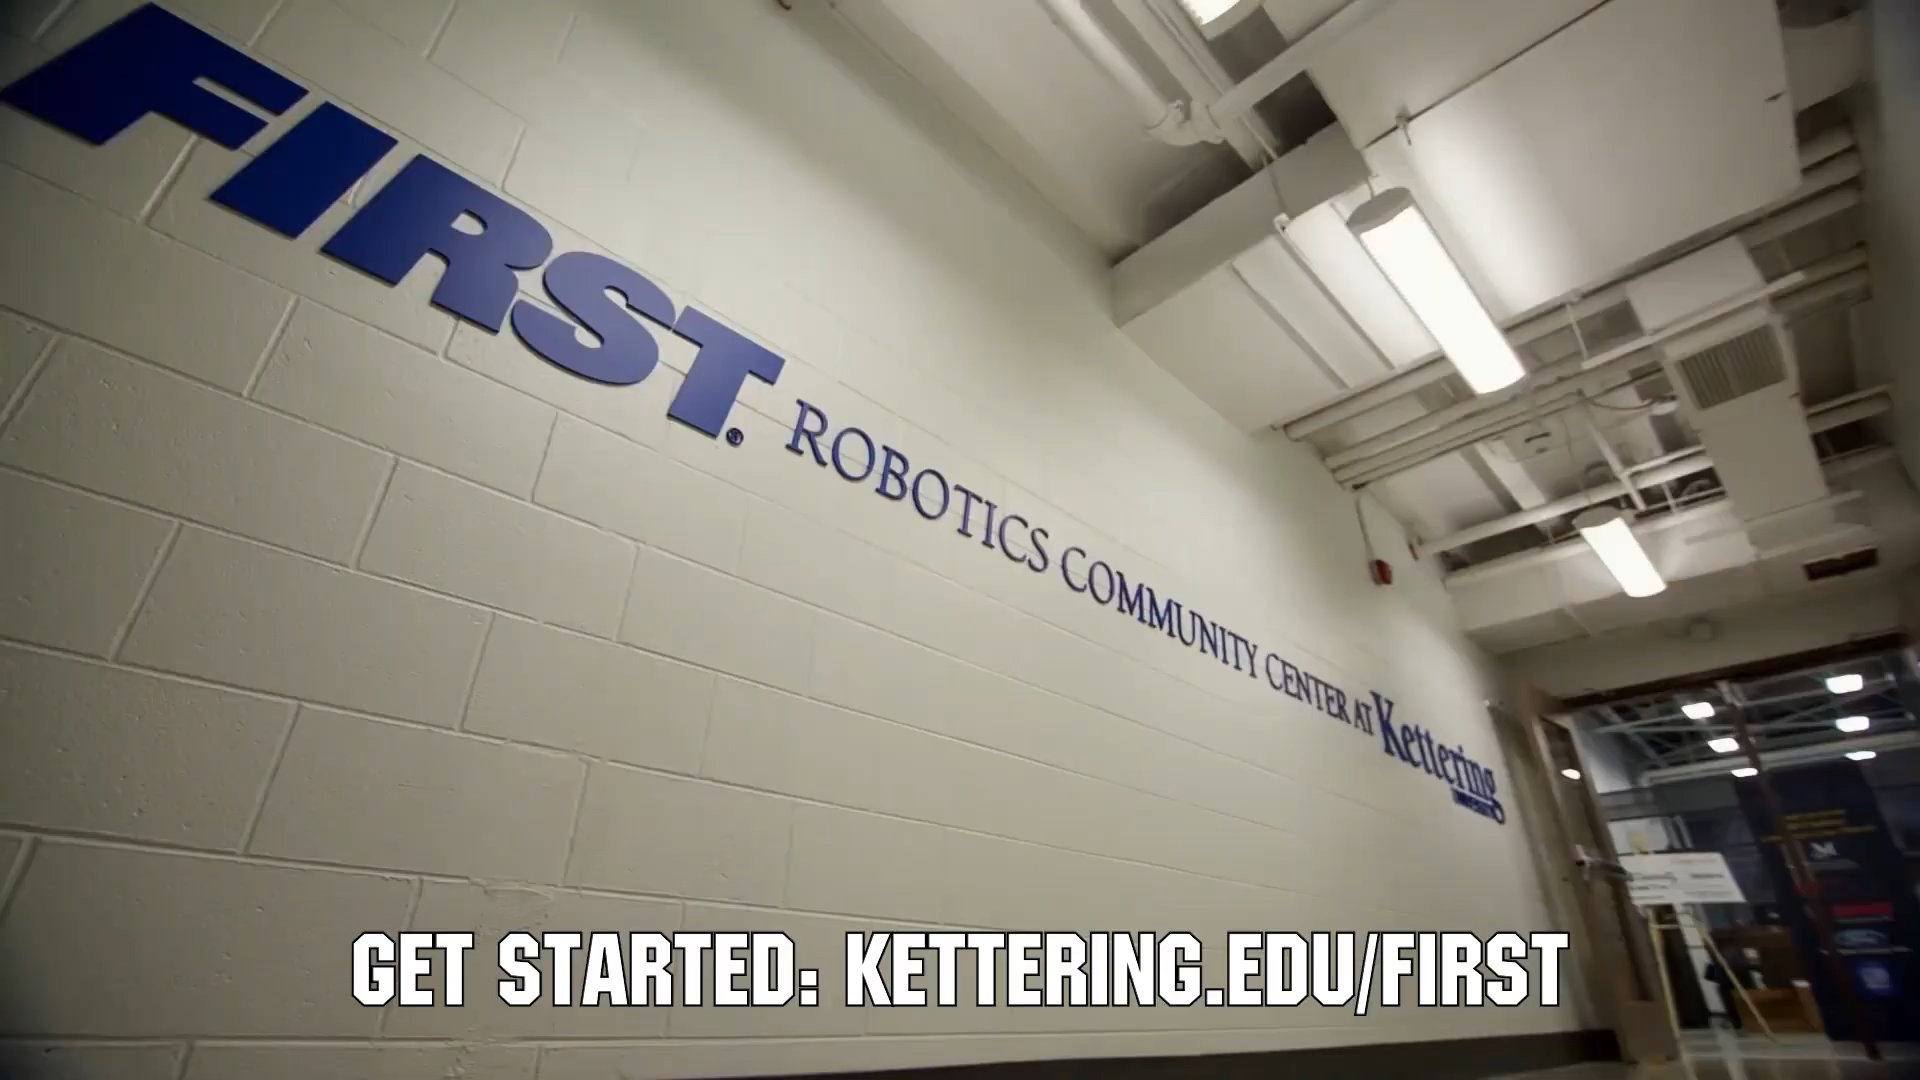 FIRST® ROBOTICS COMMUNITY CENTER AT Kettering
GET STARTED: KETTERING.EDU/FIRST